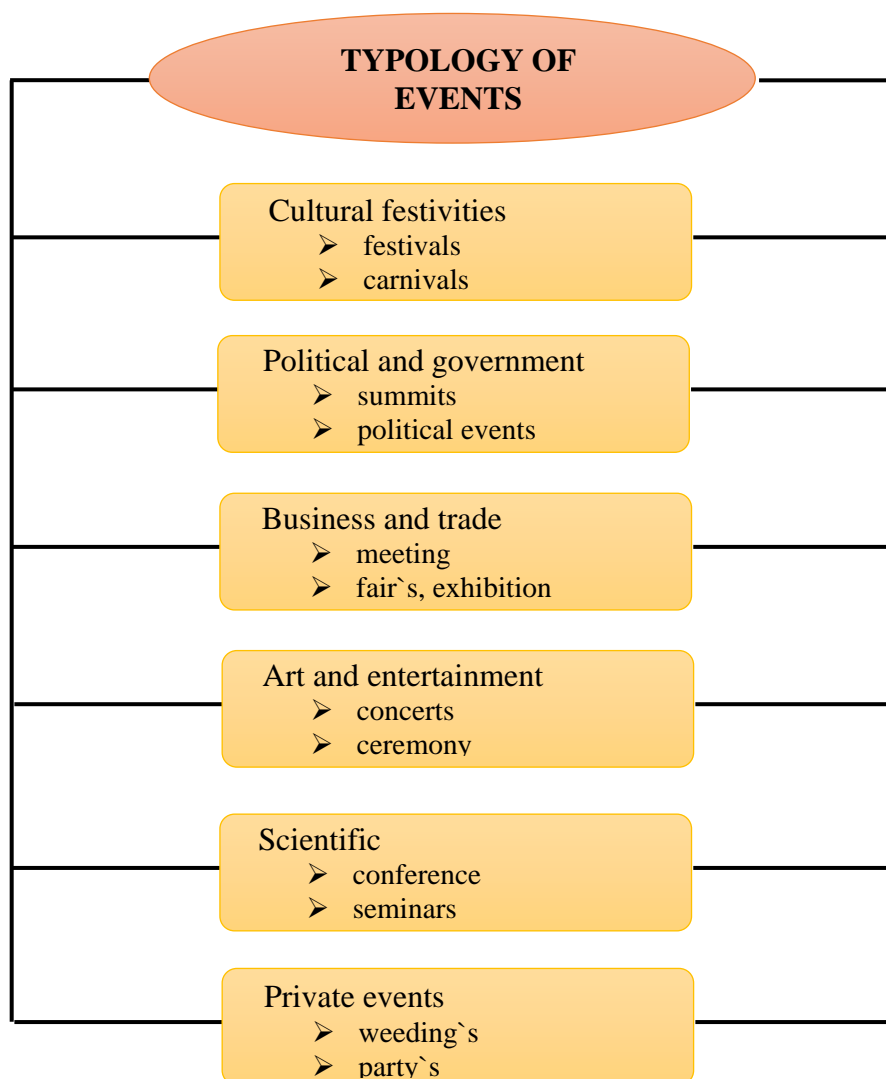 TYPOLOGY OF
EVENTS
Cultural festivities
➢ festivals
➢ carnivals
Political and government
➢ summits
➢ political events
Business and trade
➢ meeting
➢ fair`s, exhibition
Art and entertainment
➢ concerts
➢ ceremony
Scientific
➢ conference
➢ seminars
Private events
➢ weeding`s
➢ party`s